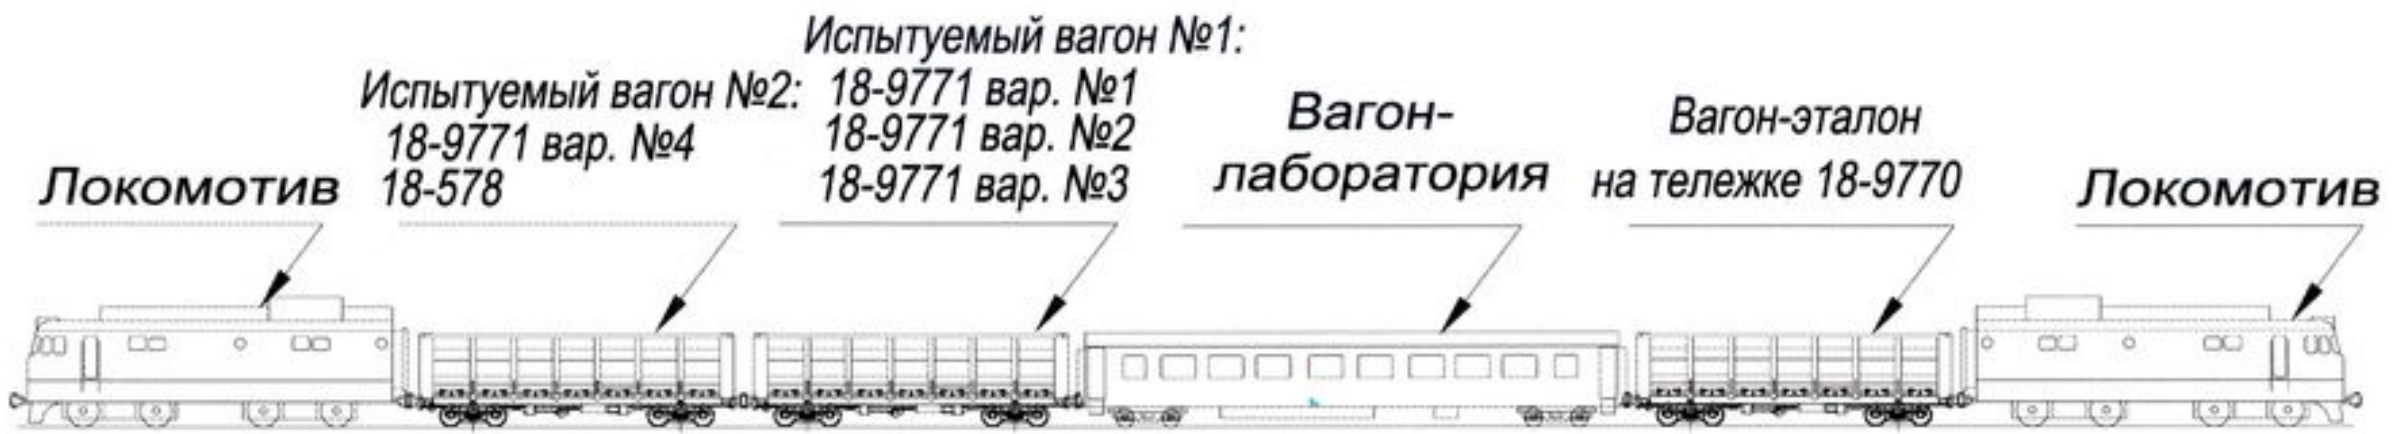 Локомотив
Испытуемый вагон №2:
18-9771 вар. №4
18-578
Испытуемый вагон №1:
18-9771 вар. №1
18-9771 вар. №2
18-9771 вар. №3
Вагон-
лаборатория
Вагон-эталон
на тележке 18-9770
Локомотив